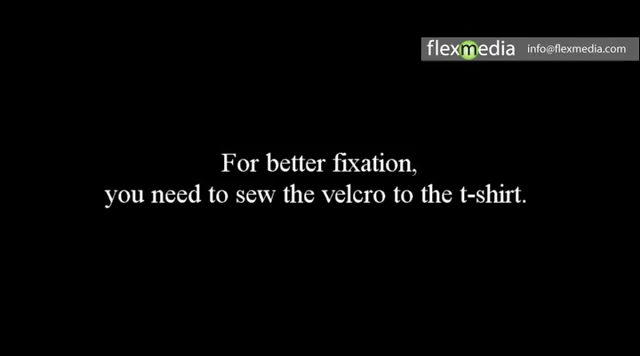 flexmedia info@flexmedia.com
For better fixation,
you need to sew the velcro to the t-shirt.